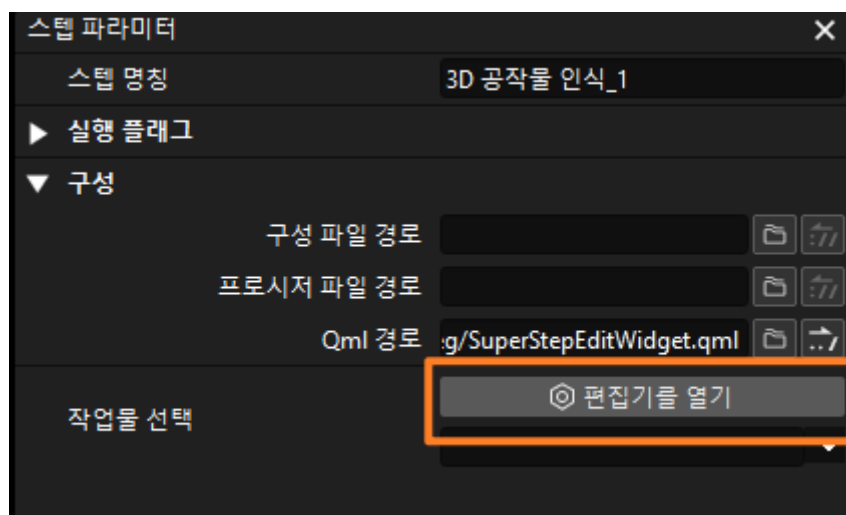 스텝 파라미터
스텝 명칭 3D 공작물 인식_1
실행 플래그
구성
구성 파일 경로
프로시저 파일 경로
Qml 경로 :g/SuperStepEditWidget.qml
편집기를 열기
작업물 선택